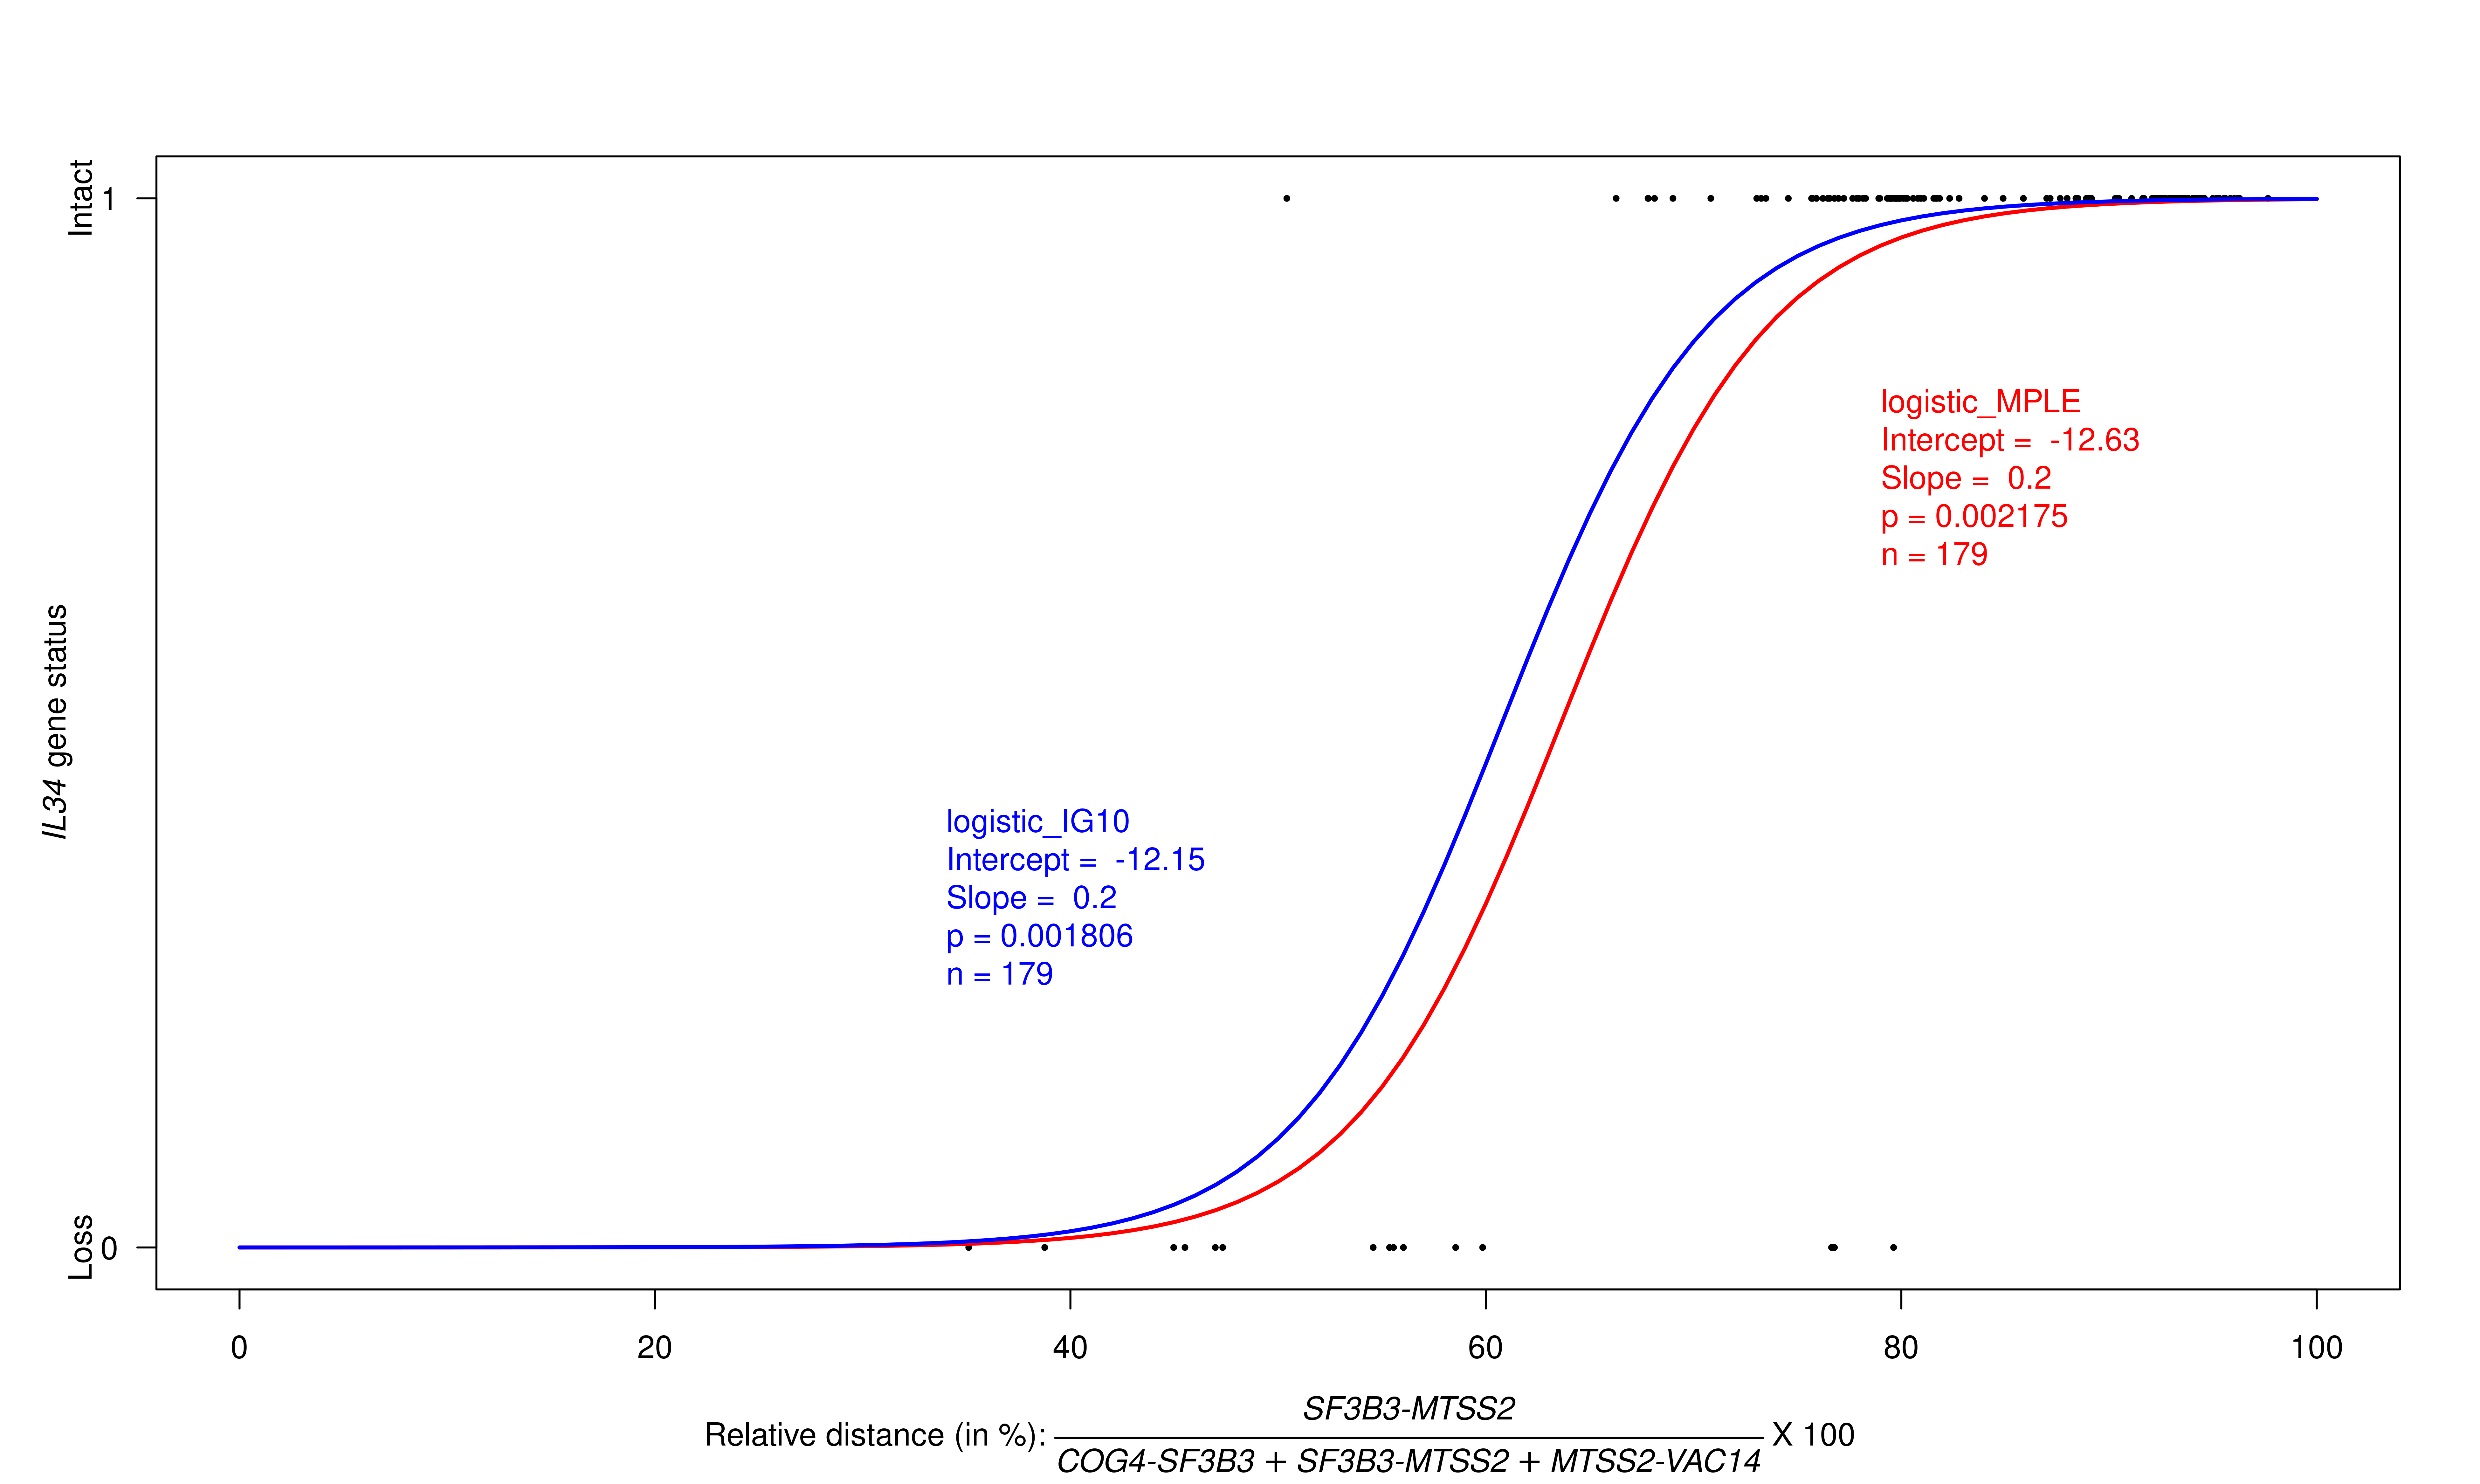 Intact
1
IL34 gene status
Loss
0
logistic_MPLE
Intercept = -12.63
Slope = 0.2
p = 0.002175
n = 179
logistic_IG10
Intercept = -12.15
Slope = 0.2
p = 0.001806
n = 179
0 20 40 60 80 100
SF3B3-MTSS2
Relative distance (in %): X 100
COG4-SF3B3 + SF3B3-MTSS2 + MTSS2-VAC14